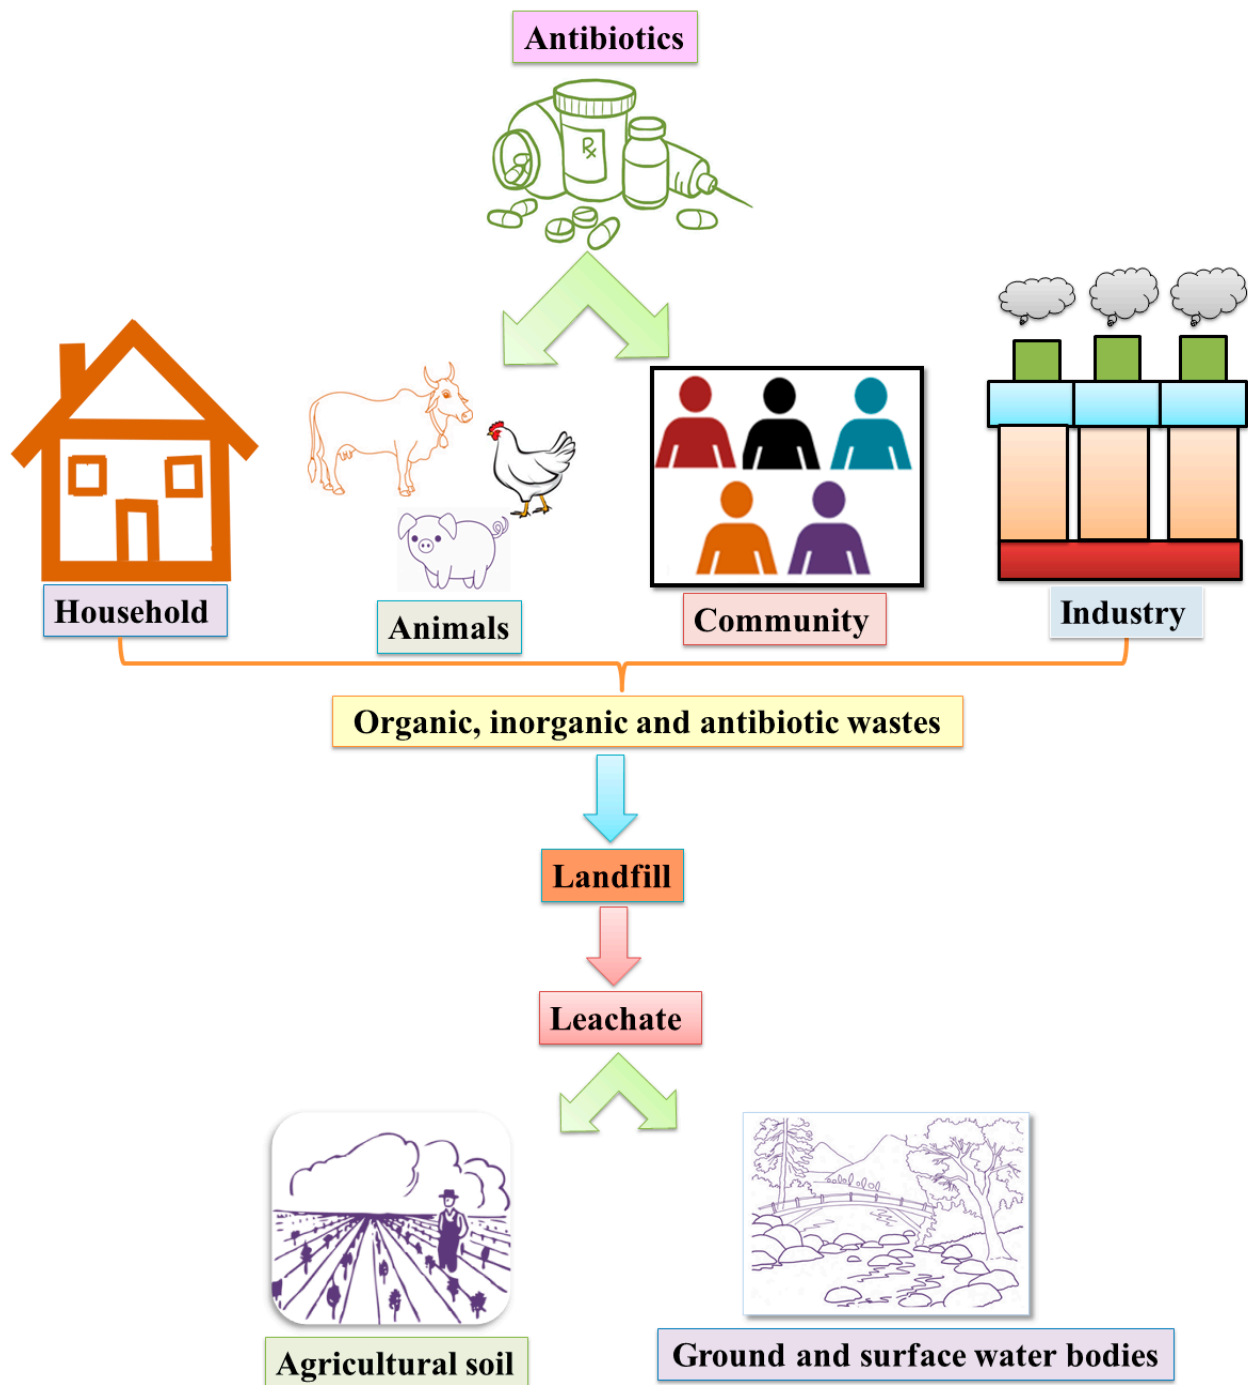 Antibiotics
Rx
Household
Animals
Community
Industry
Organic, inorganic and antibiotic wastes
Landfill
Leachate
Agricultural soil
Ground and surface water bodies